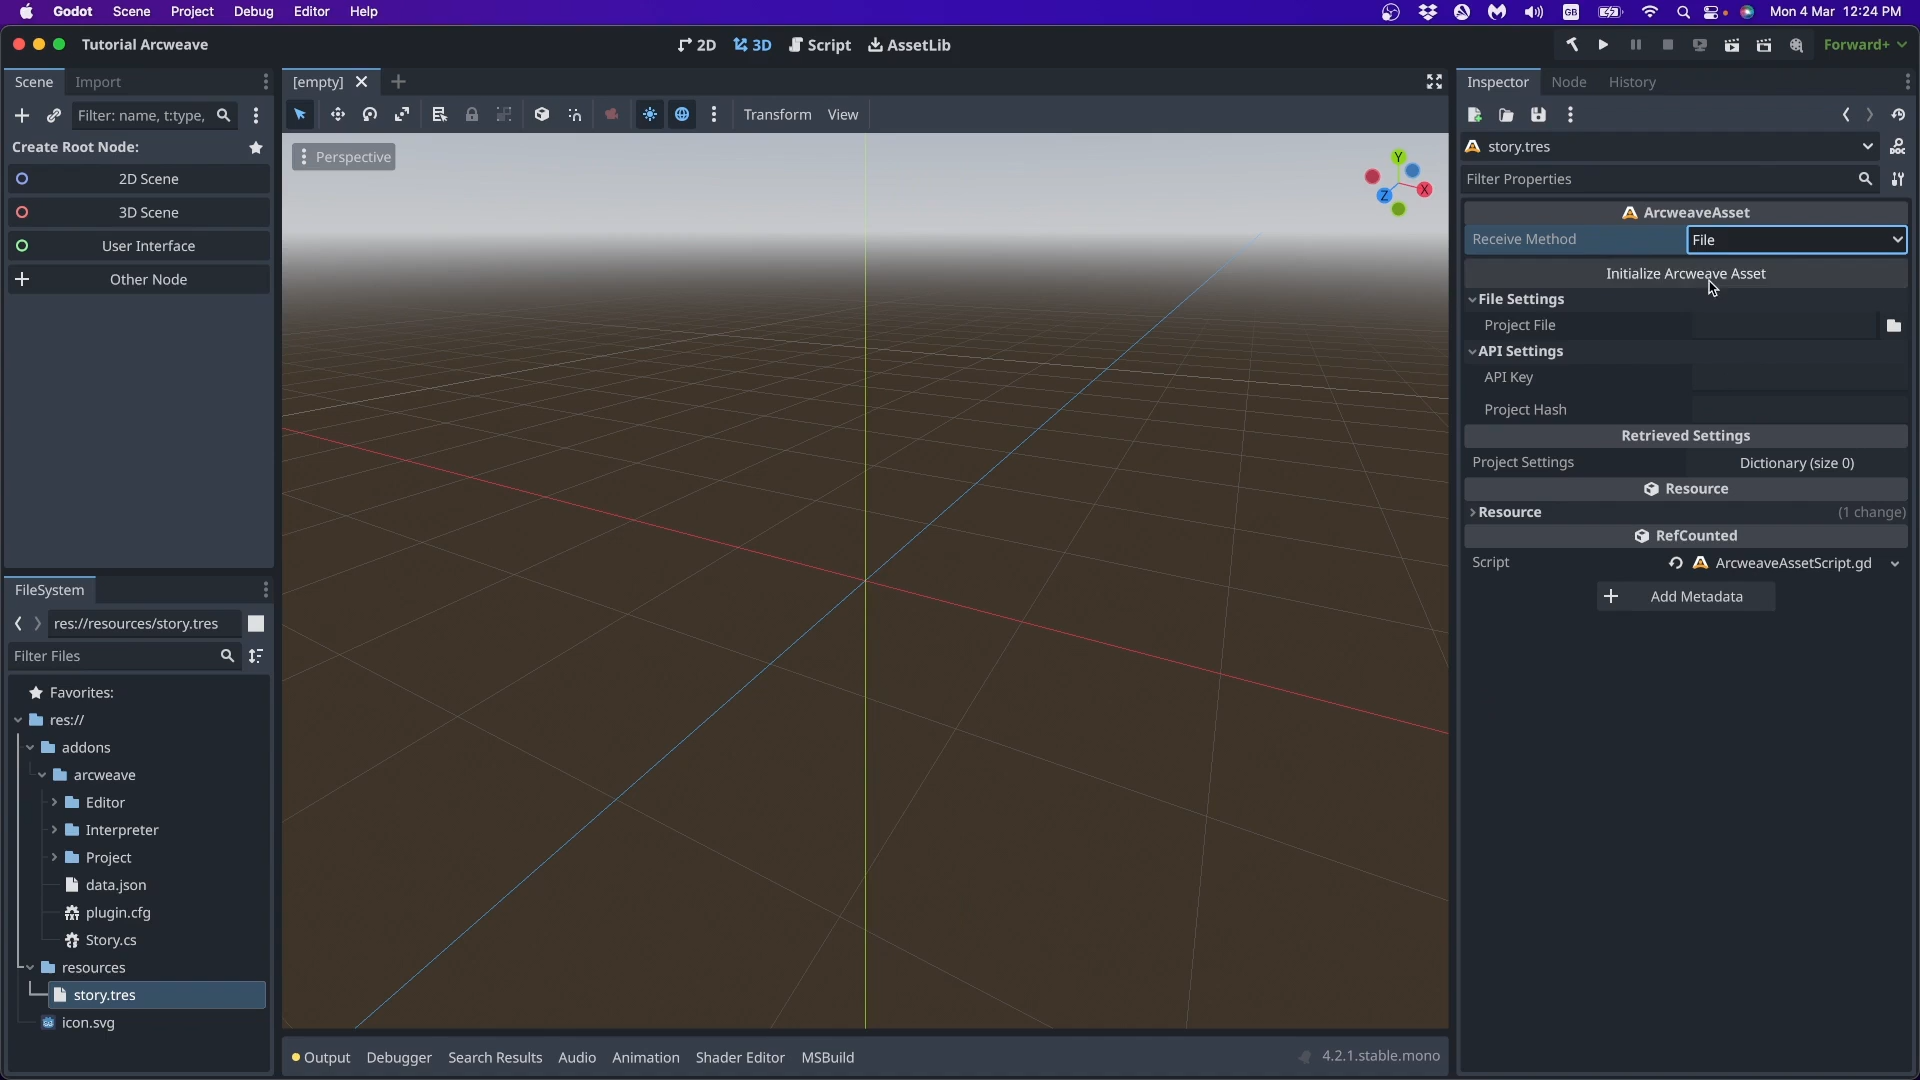 Godot Scene Project Debug Editor Help GB Mon 4 Mar 12:24 PM
Tutorial Arcweave 2D 3D Script AssetLib Forward+
Scene Import
Filter: name, t:type,
Create Root Node:
2D Scene
3D Scene
User Interface
Other Node
FileSystem
res://resources/story.tres
Filter Files
Favorites:
res://
addons
arcweave
Editor
Interpreter
Project
data.json
plugin.cfg
Story.cs
resources
story.tres
icon.svg
[empty]
Transform View
Perspective
Y
X
Z
Output Debugger Search Results Audio Animation Shader Editor MSBuild 4.2.1.stable.mono
Inspector Node History
story.tres DOC
Filter Properties
ArcweaveAsset
Receive Method File
Initialize Arcweave Asset
File Settings
Project File
API Settings
API Key
Project Hash
Retrieved Settings
Project Settings Dictionary (size 0)
Resource
Resource (1 change)
RefCounted
Script ArcweaveAssetScript.gd
Add Metadata